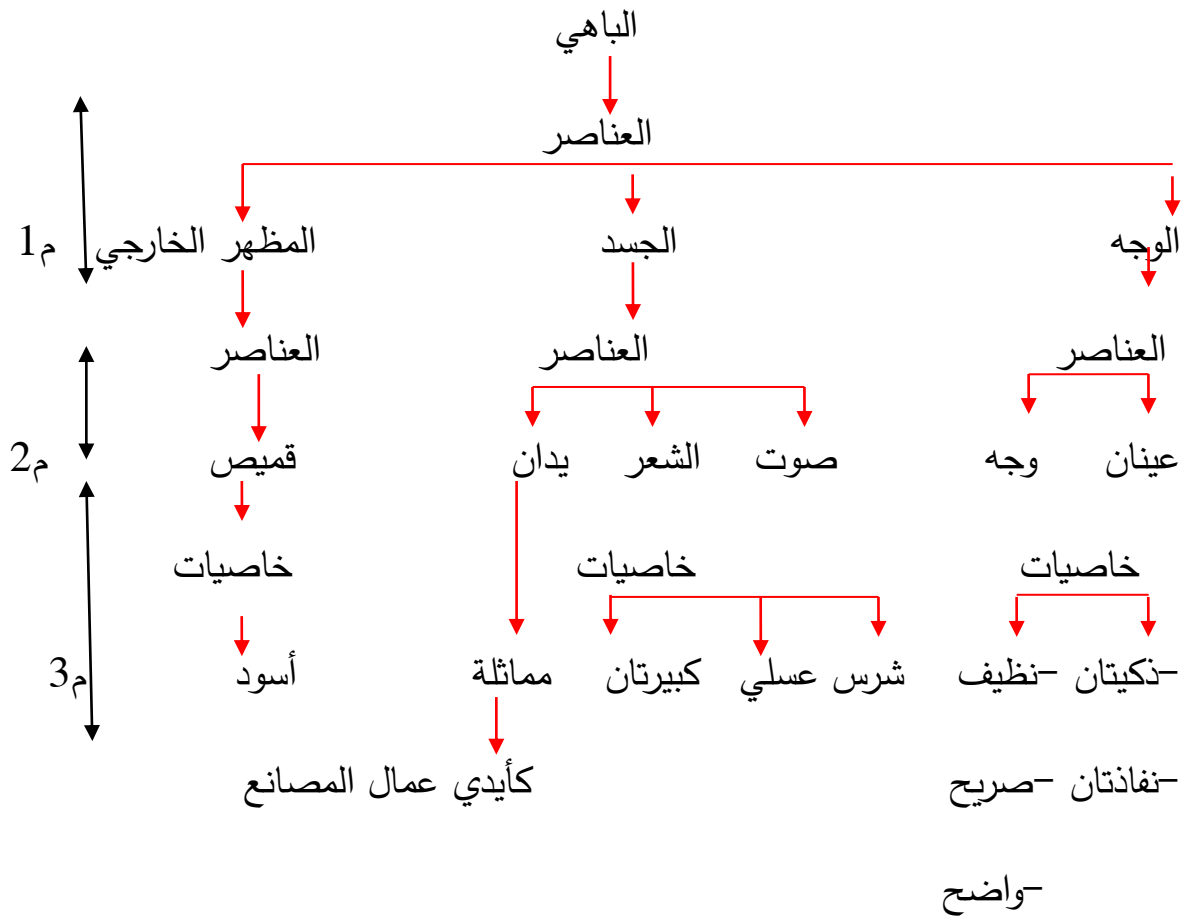 الباهي
العناصر
الوجه الجسد المظهر الخارجي م1
العناصر العناصر العناصر
عينان وجه صوت الشعر يدان قميص م2
خاصيات خاصيات خاصيات
-ذكيتان -نظيف شرس عسلي كبيرتان مماثلة أسود م3
-نفاذتان -صريح كأيدي عمال المصانع
-واضح